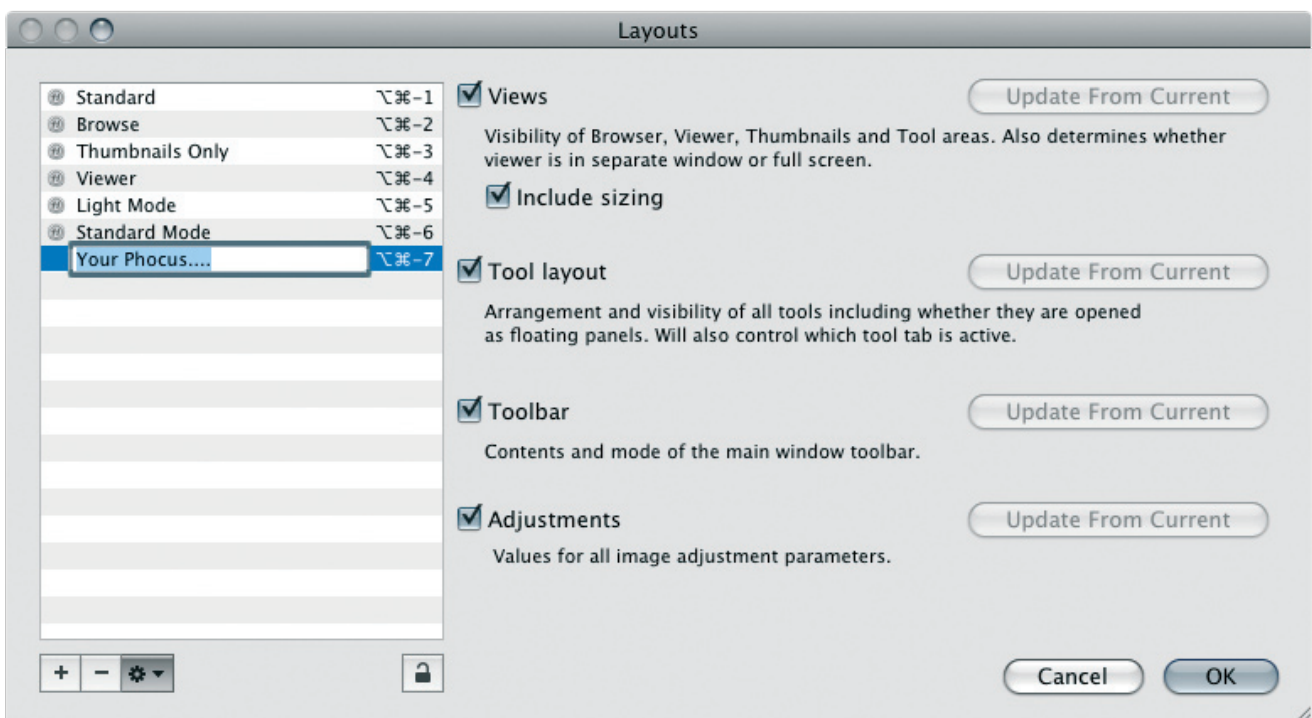 Layouts
Standard ⌥⌘-1
Browse ⌥⌘-2
Thumbnails Only ⌥⌘-3
Viewer ⌥⌘-4
Light Mode ⌥⌘-5
Standard Mode ⌥⌘-6
Your Phocus.... ⌥⌘-7
Views
Update From Current
Visibility of Browser, Viewer, Thumbnails and Tool areas. Also determines whether
viewer is in separate window or full screen.
Include sizing
Tool layout
Update From Current
Arrangement and visibility of all tools including whether they are opened
as floating panels. Will also control which tool tab is active.
Toolbar
Update From Current
Contents and mode of the main window toolbar.
Adjustments
Update From Current
Values for all image adjustment parameters.
+ −
Cancel
OK